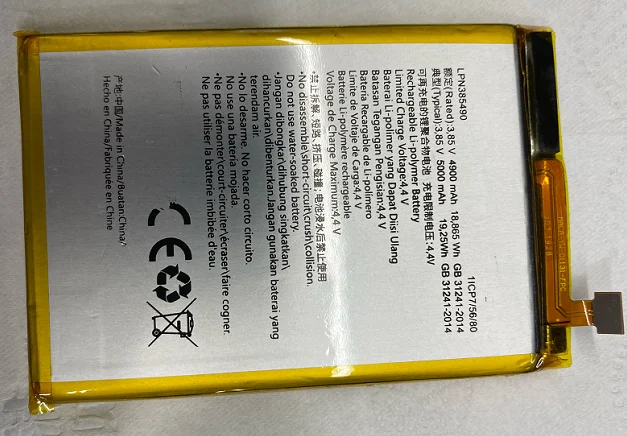 LPN385490
1ICP7/56/80
额定(Rated):3,85 V 4900 mAh 18,865 Wh GB 31241-2014
典型(Typical):3,85 V 5000 mAh 19,25Wh GB 31241-2014
可再充电的锂聚合物电池 充电限制电压:4,4V
Rechargeable Li-polymer Battery
Limited Charge Voltage:4,4 V
Baterai Li-polimer yang Dapat Diisi Ulang
Batasan Tegangan Pengisian:4,4 V
Batería Recargable de Li-polímero
Límite de Voltaje de Carga:4,4 V
Batterie Li-polymère rechargeable
Voltage de Charge Maximum:4,4 V
•禁止拆解、短路、挤压、碰撞,电池浸水后禁止使用
•No disassemble\short-circuit\crush\collision.
Do not use water-soaked battery.
•Jangan dibongkar\dihubung singkatkan\
dihancurkan\dibenturkan.Jangan gunakan baterai yang
terendam air.
•No lo desarme. No hacer corto circuito.
No use una batería mojada.
•Ne pas démonter\court-circuiter\écraser\faire cogner.
Ne pas utiliser la batterie imbibée d'eau.
产地:中国/Made in China/Buatan China/
Hecho en China/fabriquée en Chine
CE